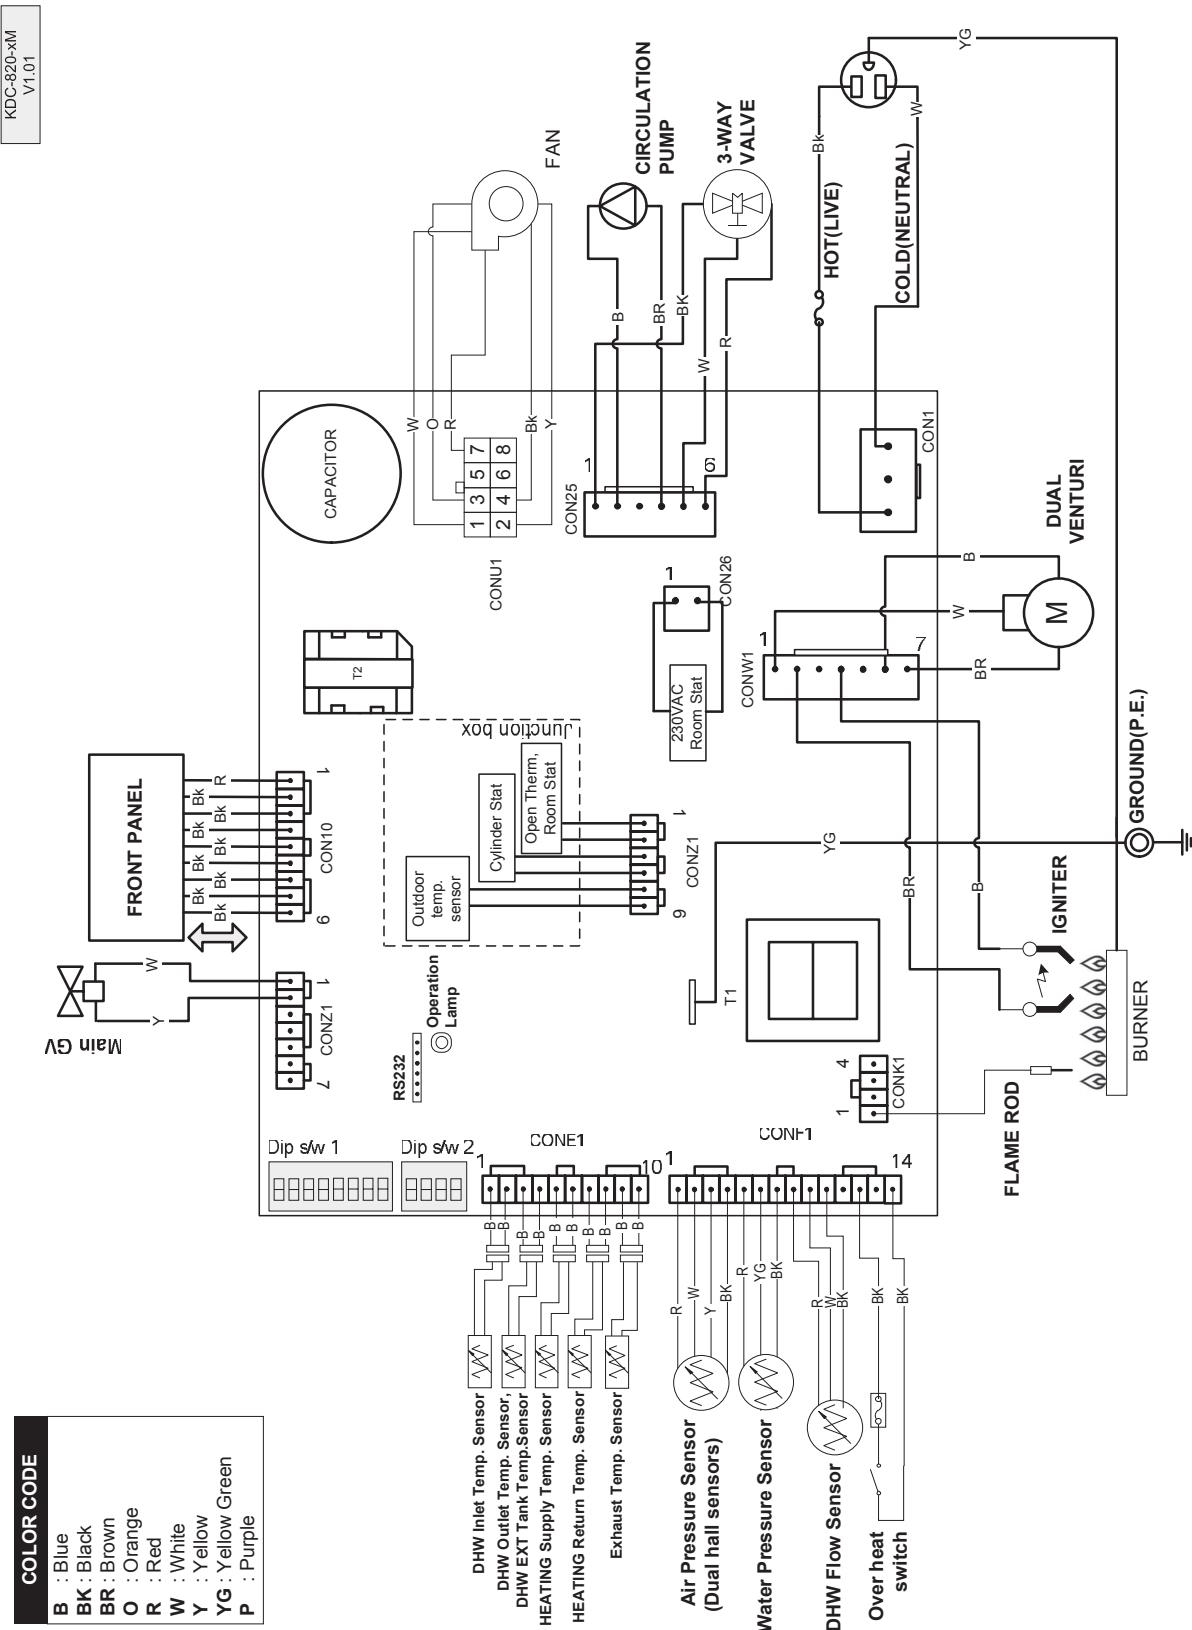 KDC-820-xM
V1.01
COLOR CODE
B : Blue
BK : Black
BR : Brown
O : Orange
R : Red
W : White
Y : Yellow
YG : Yellow Green
P : Purple
Main GV
W
Y
FRONT PANEL
Bk
Bk
Bk
Bk
Bk
Bk
Bk
Bk
R
1
CONZ1
7
1
CON10
6
CAPACITOR
T2
FAN
W
O
R
Bk
Y
1
3
5
7
2
4
6
8
CONU1
CIRCULATION
PUMP
3-WAY
VALVE
B
BR
BK
W
R
1
6
CON25
HOT(LIVE)
COLD(NEUTRAL)
Bk
W
YG
CON1
Junction box
Outdoor
temp.
sensor
Cylinder Stat
Open Therm,
Room Stat
1
CONZ1
9
230VAC
Room Stat
1
CON26
CONW1
1
7
W
B
BR
DUAL
VENTURI
M
RS232
Operation
Lamp
T1
YG
BR
B
GROUND(P.E.)
IGNITER
BURNER
FLAME ROD
1
4
CONK1
Dip s/w 1
Dip s/w 2
CONE1
1
10
CONF1
1
14
B
B
B
B
B
B
B
B
B
B
DHW Inlet Temp. Sensor
DHW Outlet Temp. Sensor,
DHW EXT Tank Temp.Sensor
HEATING Supply Temp. Sensor
HEATING Return Temp. Sensor
Exhaust Temp. Sensor
R
W
Y
BK
Air Pressure Sensor
(Dual hall sensors)
R
YG
BK
Water Pressure Sensor
R
W
BK
DHW Flow Sensor
BK
BK
Over heat
switch